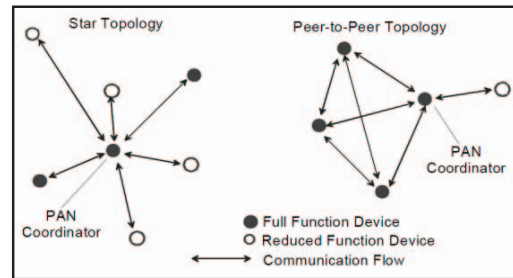 Star Topology
Peer-to-Peer Topology
PAN
Coordinator
PAN
Coordinator
Full Function Device
Reduced Function Device
Communication Flow